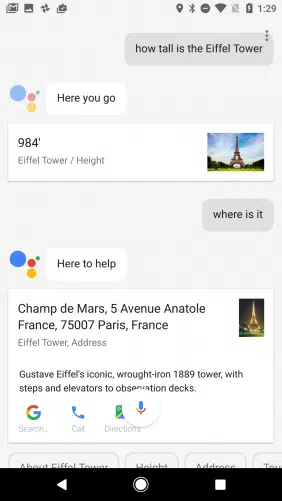 1:29
how tall is the Eiffel Tower
Here you go
984'
Eiffel Tower / Height
where is it
Here to help
Champ de Mars, 5 Avenue Anatole
France, 75007 Paris, France
Eiffel Tower, Address
Gustave Eiffel's iconic, wrought-iron 1889 tower, with
steps and elevators to observation decks.
Search... Call Directions
About Eiffel Tower Height Address Tou